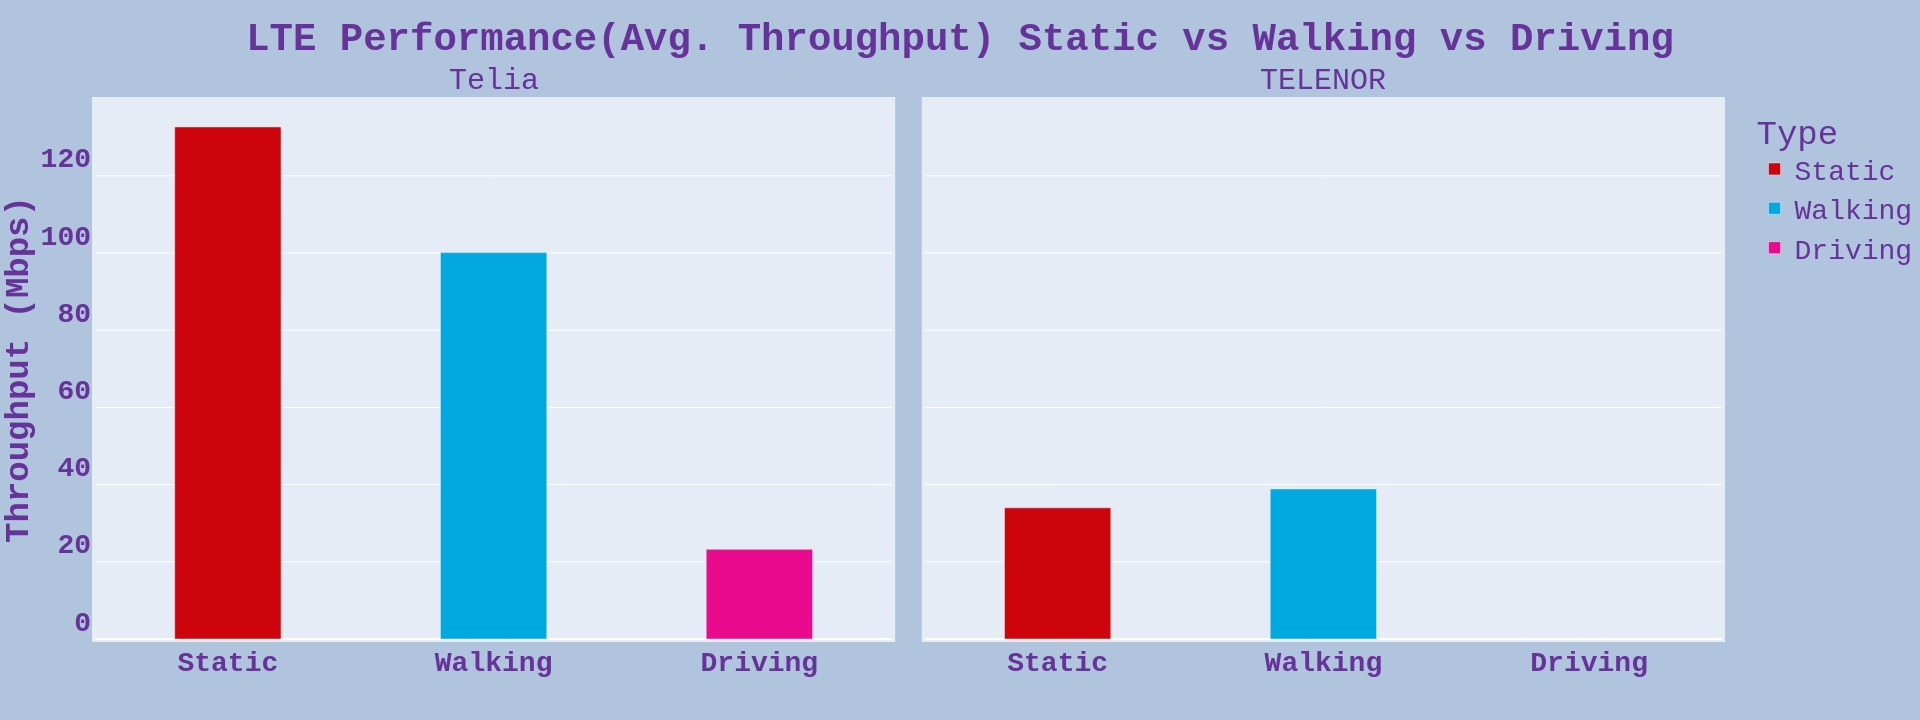 LTE Performance(Avg. Throughput) Static vs Walking vs Driving
Telia
TELENOR
Throughput (Mbps)
120
100
80
60
40
20
0
Static
Walking
Driving
Static
Walking
Driving
Type
Static
Walking
Driving